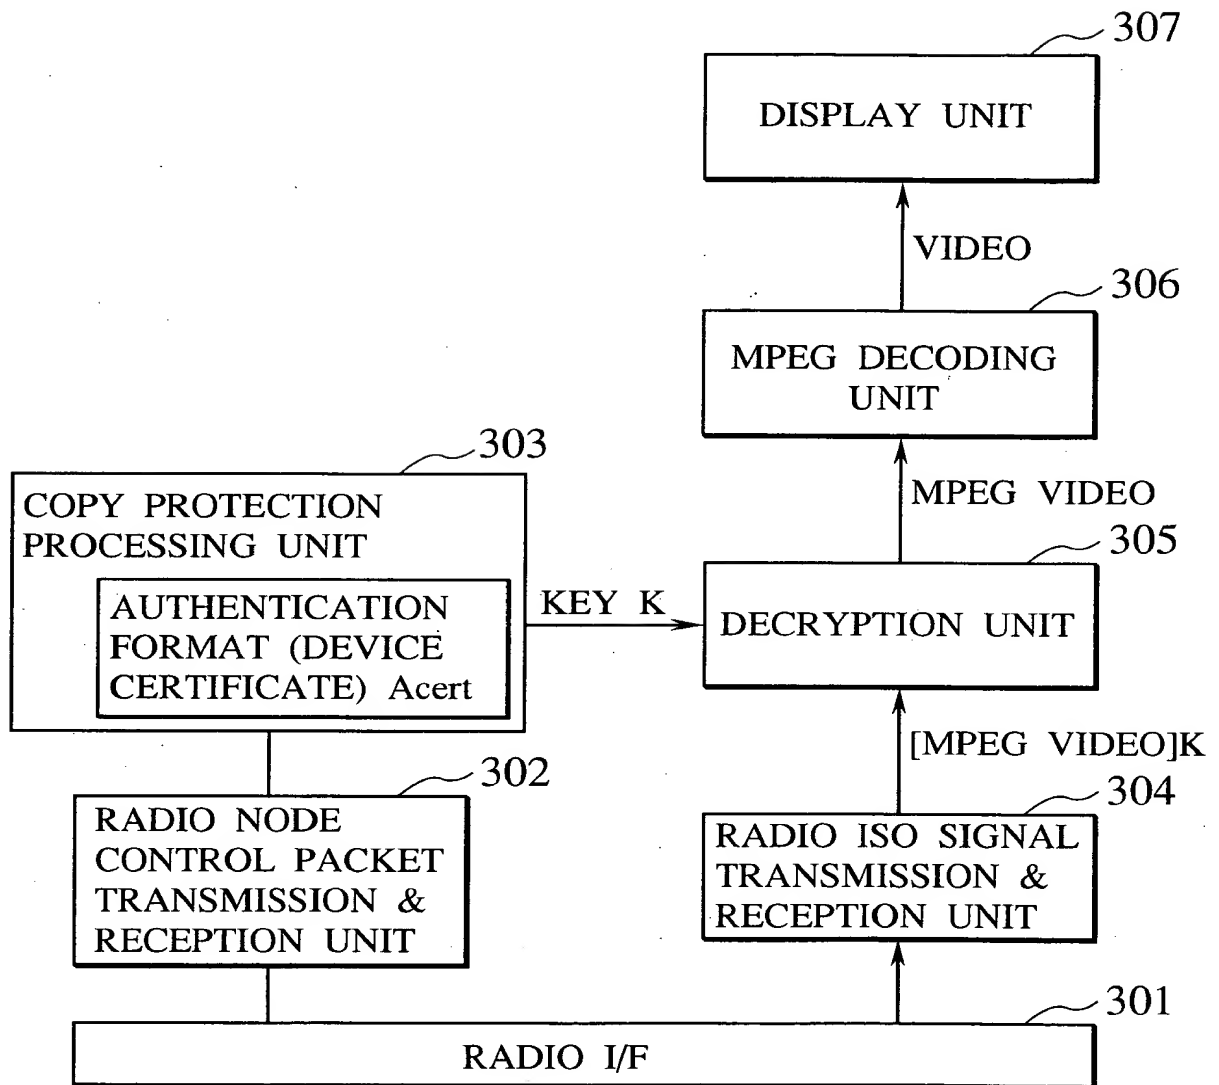 307
DISPLAY UNIT
VIDEO
306
MPEG DECODING
UNIT
303
MPEG VIDEO
COPY PROTECTION
PROCESSING UNIT
305
AUTHENTICATION
FORMAT (DEVICE
CERTIFICATE) Acert
KEY K
DECRYPTION UNIT
[MPEG VIDEO]K
302
304
RADIO NODE
CONTROL PACKET
TRANSMISSION &
RECEPTION UNIT
RADIO ISO SIGNAL
TRANSMISSION &
RECEPTION UNIT
301
RADIO I/F